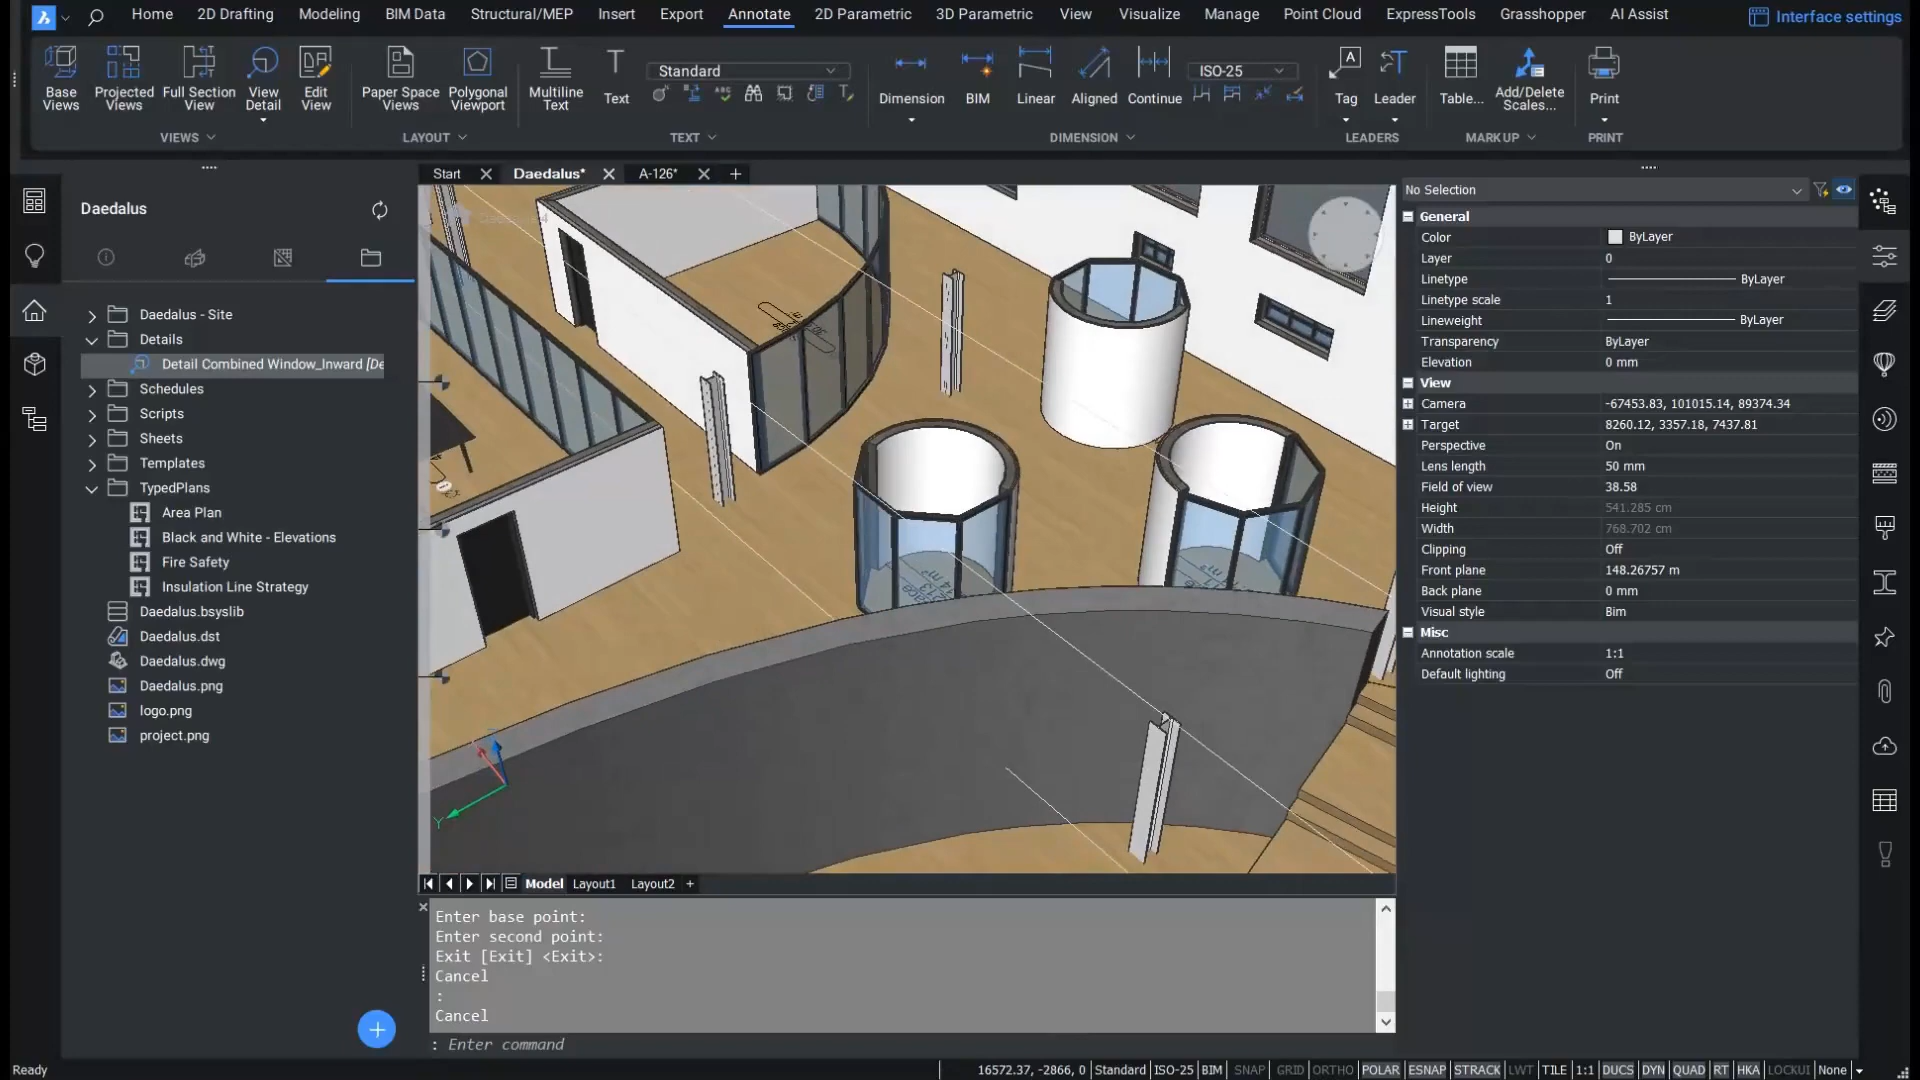 Home 2D Drafting Modeling BIM Data Structural/MEP Insert Export Annotate 2D Parametric 3D Parametric View Visualize Manage Point Cloud ExpressTools Grasshopper AI Assist Interface settings
Base Views Projected Views Full Section View View Detail Edit View Paper Space Views Polygonal Viewport Multiline Text Text Standard Dimension BIM Linear Aligned Continue ISO-25 Tag Leader Table... Add/Delete Scales... Print
VIEWS LAYOUT TEXT DIMENSION LEADERS MARKUP PRINT
Start Daedalus* A-126* +
Daedalus
Daedalus - Site
Details
Detail Combined Window_Inward [De
Schedules
Scripts
Sheets
Templates
TypedPlans
Area Plan
Black and White - Elevations
Fire Safety
Insulation Line Strategy
Daedalus.bsyslib
Daedalus.dst
Daedalus.dwg
Daedalus.png
logo.png
project.png
Y
Model Layout1 Layout2 +
Enter base point:
Enter second point:
Exit [Exit] <Exit>:
Cancel
:
Cancel
: Enter command
No Selection
General
Color ByLayer
Layer 0
Linetype ByLayer
Linetype scale 1
Lineweight ByLayer
Transparency ByLayer
Elevation 0 mm
View
Camera -67453.83, 101015.14, 89374.34
Target 8260.12, 3357.18, 7437.81
Perspective On
Lens length 50 mm
Field of view 38.58
Height 541.285 cm
Width 768.702 cm
Clipping Off
Front plane 148.26757 m
Back plane 0 mm
Visual style Bim
Misc
Annotation scale 1:1
Default lighting Off
Ready 16572.37, -2866, 0 Standard ISO-25 BIM SNAP GRID ORTHO POLAR ESNAP STRACK LWT TILE 1:1 DUCS DYN QUAD RT HKA LOCKUI None